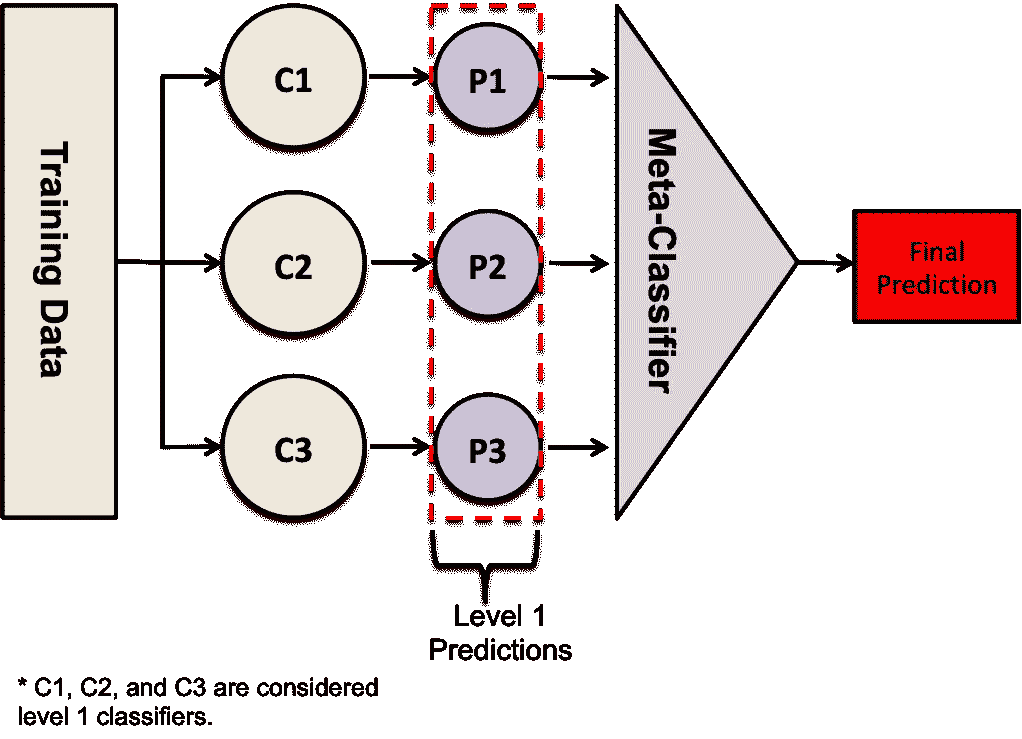 Training Data
C1
C2
C3
P1
P2
P3
Meta-Classifier
Final
Prediction
Level 1
Predictions
* C1, C2, and C3 are considered
level 1 classifiers.